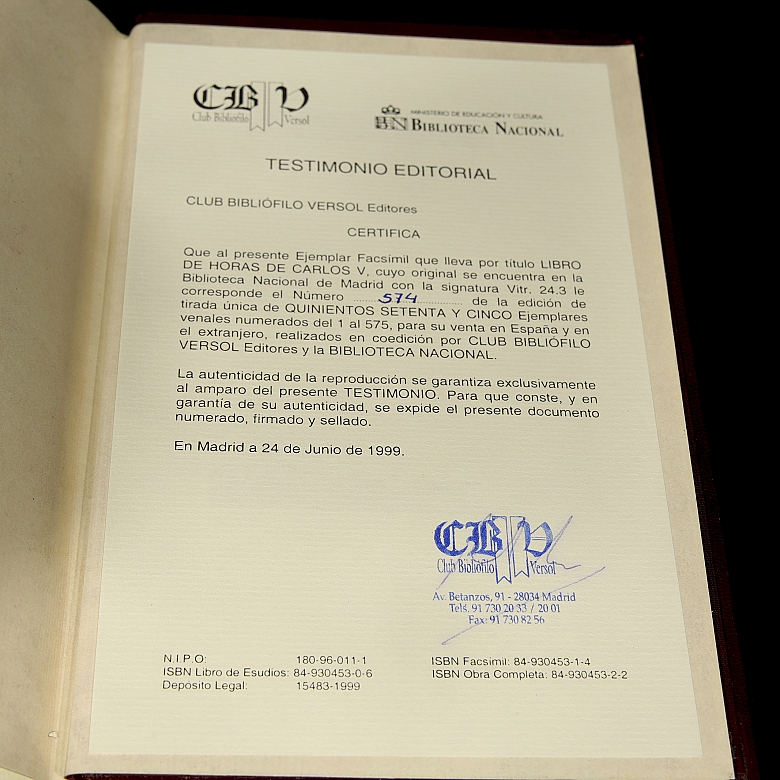 CBV
Club Bibliófilo Versol
MINISTERIO DE EDUCACIÓN Y CULTURA
BN BIBLIOTECA NACIONAL
TESTIMONIO EDITORIAL
CLUB BIBLIÓFILO VERSOL Editores
CERTIFICA
Que al presente Ejemplar Facsímil que lleva por título LIBRO
DE HORAS DE CARLOS V, cuyo original se encuentra en la
Biblioteca Nacional de Madrid con la signatura Vitr. 24.3 le
corresponde el Número 574 de la edición de
tirada única de QUINIENTOS SETENTA Y CINCO Ejemplares
venales numerados del 1 al 575, para su venta en España y en
el extranjero, realizados en coedición por CLUB BIBLIÓFILO
VERSOL Editores y la BIBLIOTECA NACIONAL.
La autenticidad de la reproducción se garantiza exclusivamente
al amparo del presente TESTIMONIO. Para que conste, y en
garantía de su autenticidad, se expide el presente documento
numerado, firmado y sellado.
En Madrid a 24 de Junio de 1999.
CBV
Club Bibliófilo Versol
Av. Betanzos, 91 - 28034 Madrid
Tels. 91 730 20 33 / 20 01
Fax: 91 730 82 56
N.I.P.O: 180-96-011-1
ISBN Libro de Esudios: 84-930453-0-6
Depósito Legal: 15483-1999
ISBN Facsímil: 84-930453-1-4
ISBN Obra Completa: 84-930453-2-2